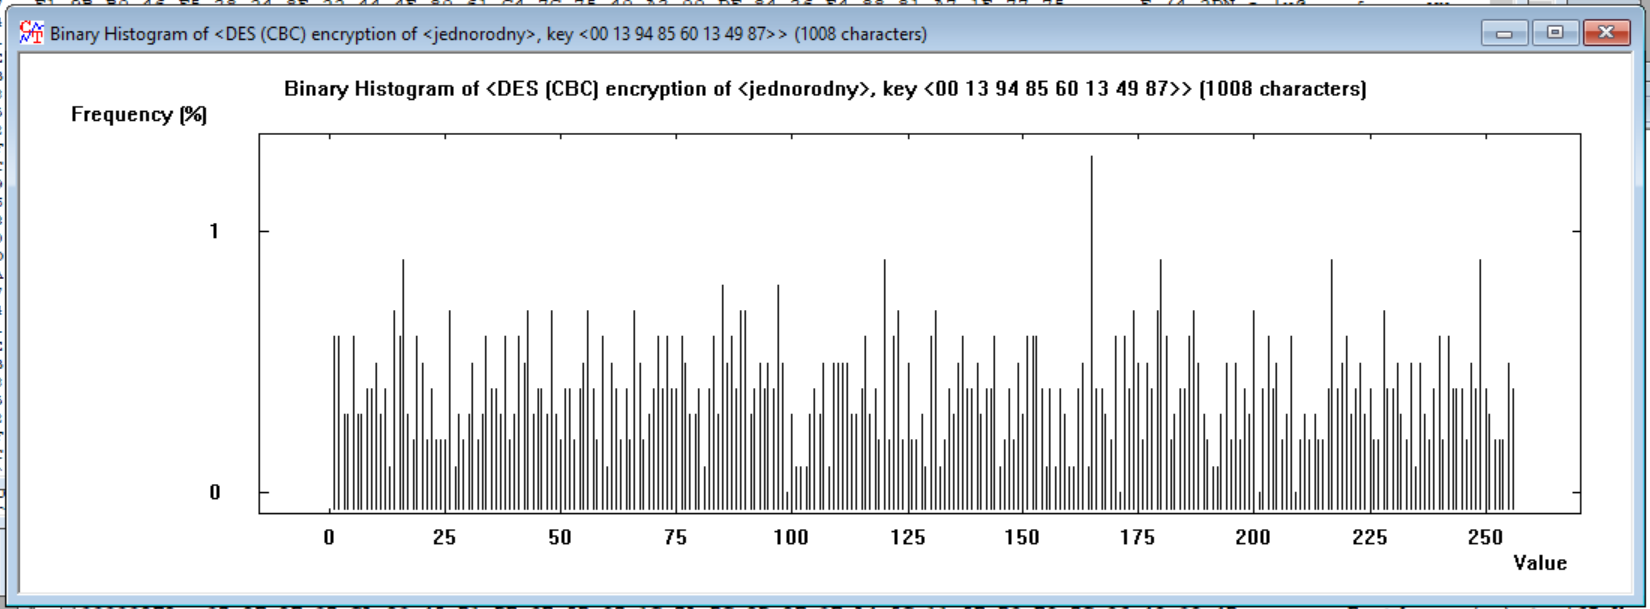 Binary Histogram of <DES (CBC) encryption of <jednorodny>, key <00 13 94 85 60 13 49 87>> (1008 characters)
Binary Histogram of <DES (CBC) encryption of <jednorodny>, key <00 13 94 85 60 13 49 87>> (1008 characters)
Frequency (%)
1
0
0 25 50 75 100 125 150 175 200 225 250
Value